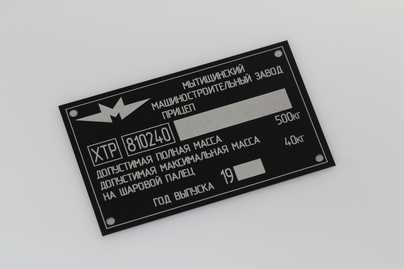 МЫТИЩИНСКИЙ
МАШИНОСТРОИТЕЛЬНЫЙ ЗАВОД
ПРИЦЕП
ХТР 810240
ДОПУСТИМАЯ ПОЛНАЯ МАССА 500КГ
ДОПУСТИМАЯ МАКСИМАЛЬНАЯ МАССА
НА ШАРОВОЙ ПАЛЕЦ 40КГ
ГОД ВЫПУСКА 19